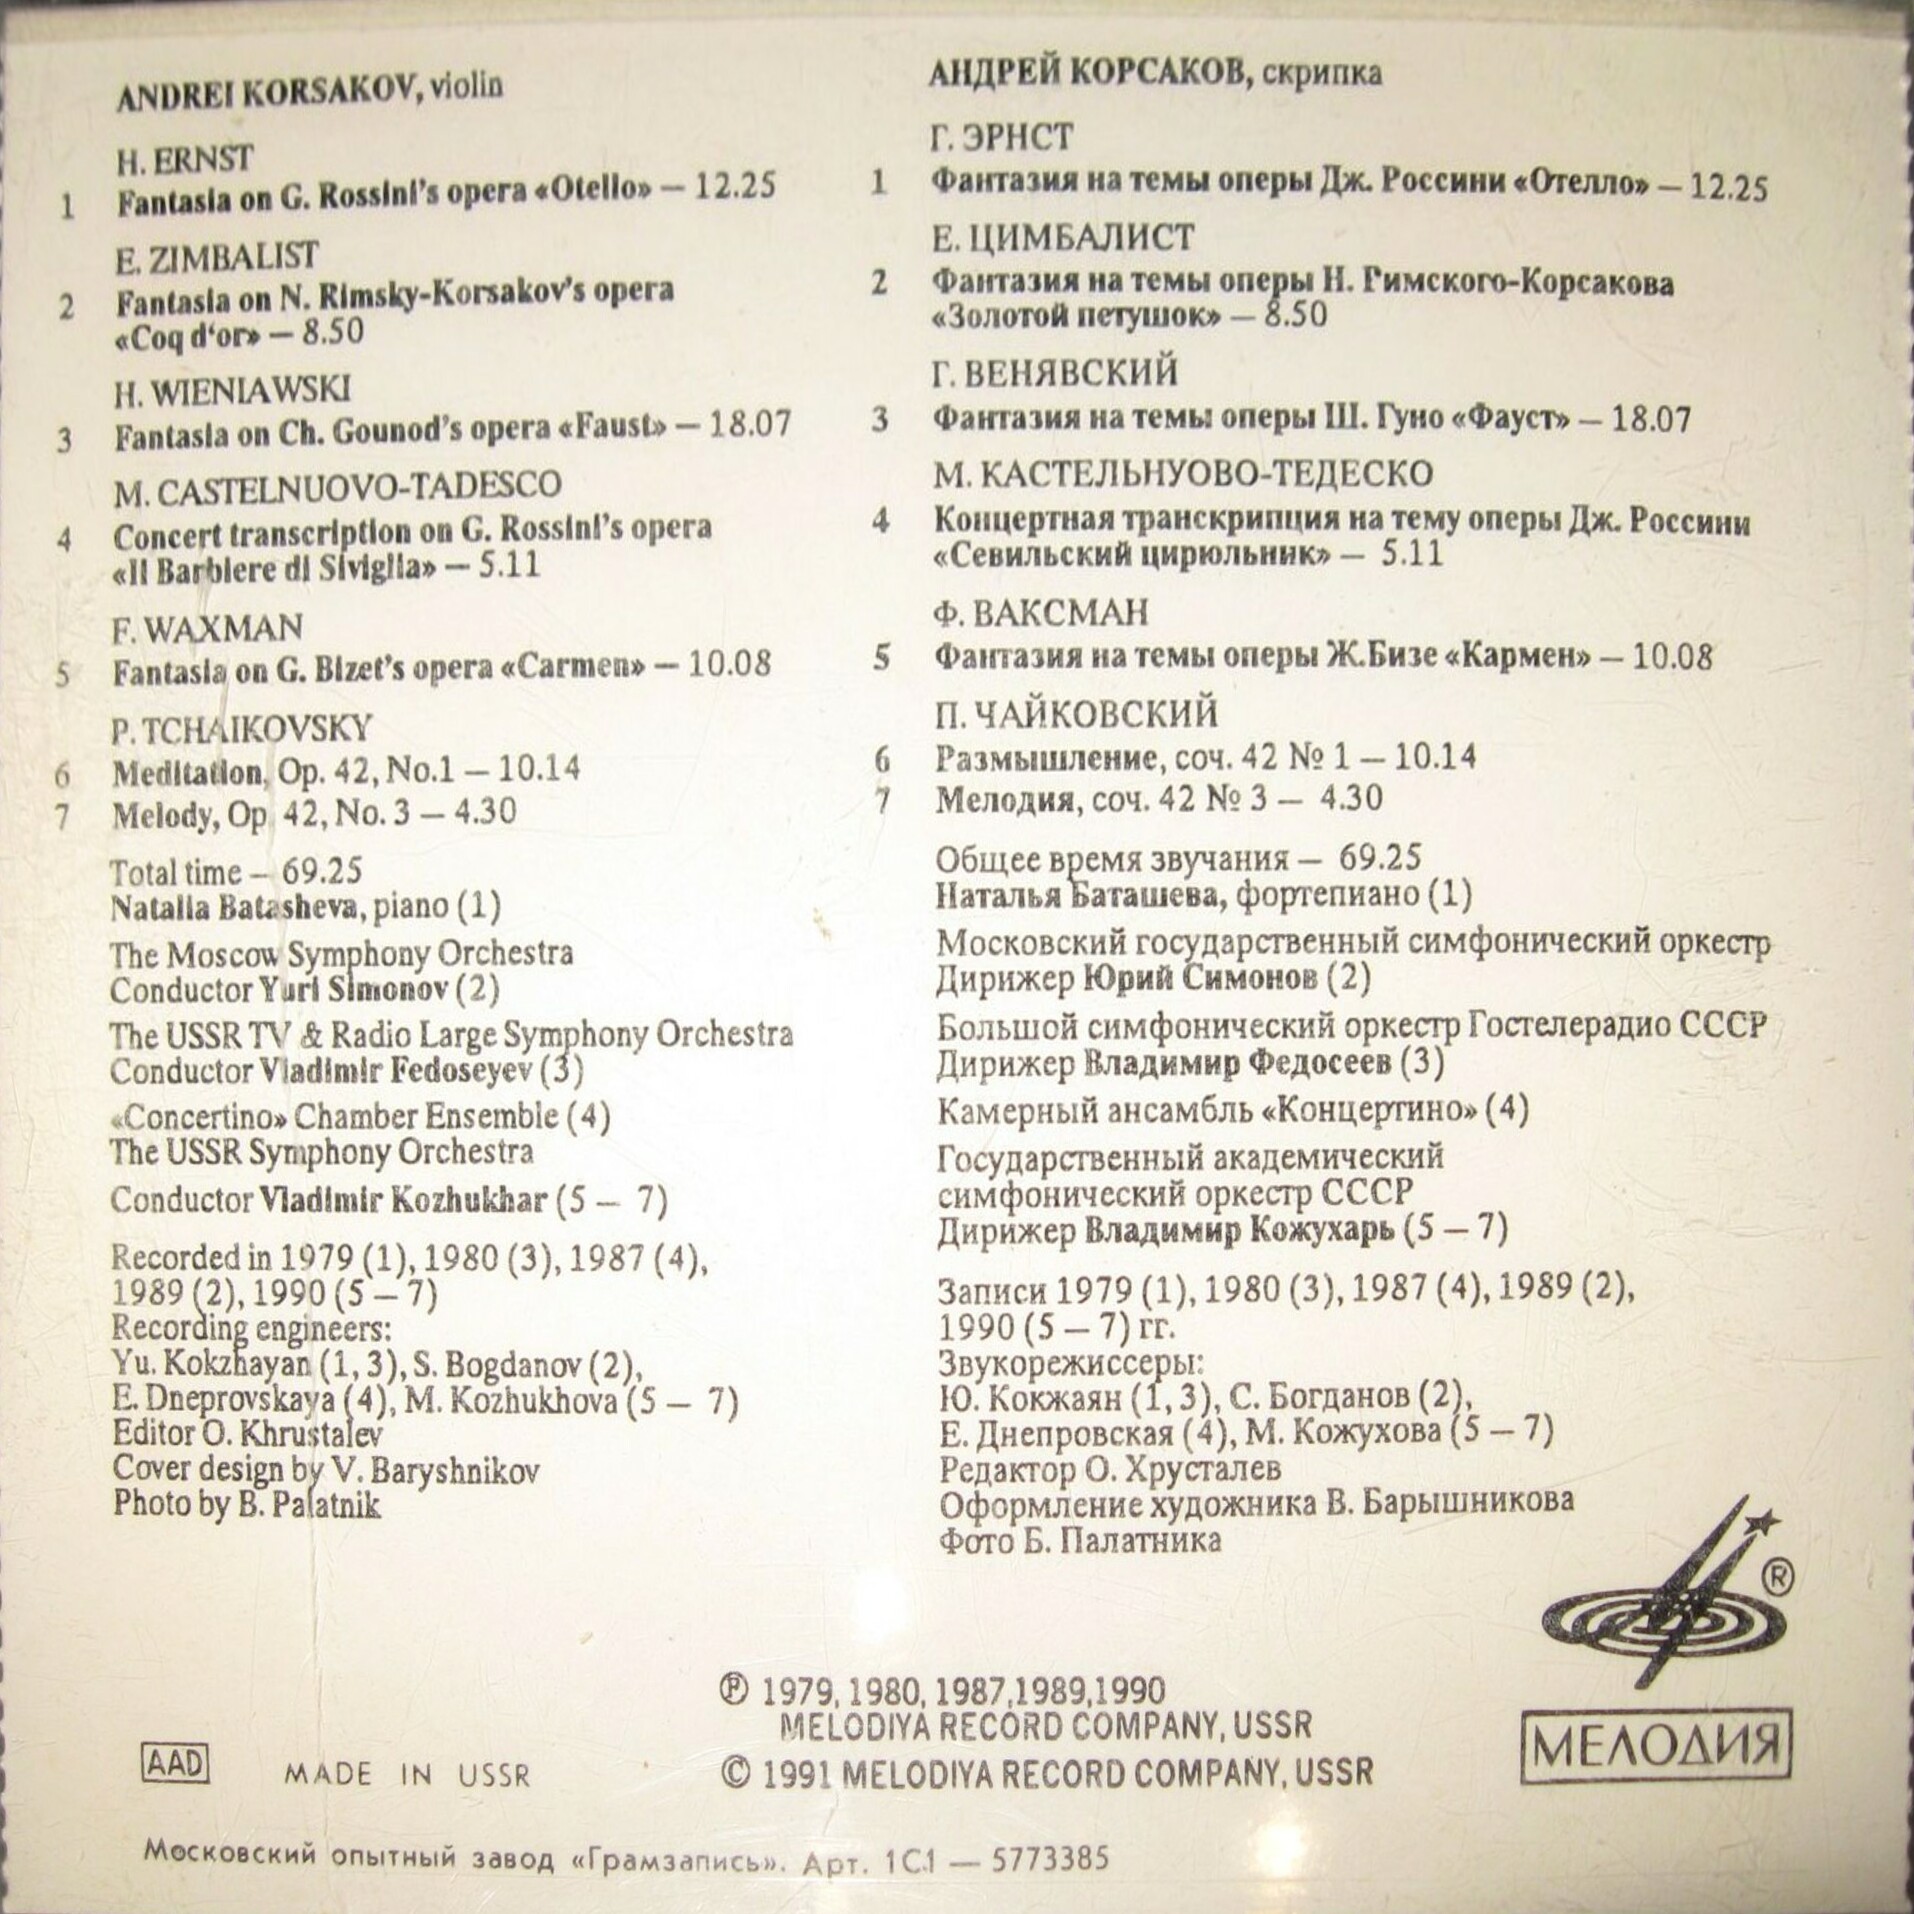 ANDREI KORSAKOV, violin
H. ERNST
1 Fantasia on G. Rossini's opera «Otello» — 12.25
E. ZIMBALIST
2 Fantasia on N. Rimsky-Korsakov's opera
«Coq d'or» — 8.50
H. WIENIAWSKI
3 Fantasia on Ch. Gounod's opera «Faust» — 18.07
M. CASTELNUOVO-TADESCO
4 Concert transcription on G. Rossini's opera
«Il Barbiere di Siviglia» — 5.11
F. WAXMAN
5 Fantasia on G. Bizet's opera «Carmen» — 10.08
P. TCHAIKOVSKY
6 Meditation, Op. 42, No.1 — 10.14
7 Melody, Op 42, No. 3 — 4.30
Total time — 69.25
Natalia Batasheva, piano (1)
The Moscow Symphony Orchestra
Conductor Yuri Simonov (2)
The USSR TV & Radio Large Symphony Orchestra
Conductor Vladimir Fedoseyev (3)
«Concertino» Chamber Ensemble (4)
The USSR Symphony Orchestra
Conductor Vladimir Kozhukhar (5 — 7)
Recorded in 1979 (1), 1980 (3), 1987 (4),
1989 (2), 1990 (5 — 7)
Recording engineers:
Yu. Kokzhayan (1, 3), S. Bogdanov (2),
E. Dneprovskaya (4), M. Kozhukhova (5 — 7)
Editor O. Khrustalev
Cover design by V. Baryshnikov
Photo by B. Palatnik
АНДРЕЙ КОРСАКОВ, скрипка
Г. ЭРНСТ
1 Фантазия на темы оперы Дж. Россини «Отелло» — 12.25
Е. ЦИМБАЛИСТ
2 Фантазия на темы оперы Н. Римского-Корсакова
«Золотой петушок» — 8.50
Г. ВЕНЯВСКИЙ
3 Фантазия на темы оперы Ш. Гуно «Фауст» — 18.07
М. КАСТЕЛЬНУОВО-ТЕДЕСКО
4 Концертная транскрипция на тему оперы Дж. Россини
«Севильский цирюльник» — 5.11
Ф. ВАКСМАН
5 Фантазия на темы оперы Ж.Бизе «Кармен» — 10.08
П. ЧАЙКОВСКИЙ
6 Размышление, соч. 42 № 1 — 10.14
7 Мелодия, соч. 42 № 3 — 4.30
Общее время звучания — 69.25
Наталья Баташева, фортепиано (1)
Московский государственный симфонический оркестр
Дирижер Юрий Симонов (2)
Большой симфонический оркестр Гостелерадио СССР
Дирижер Владимир Федосеев (3)
Камерный ансамбль «Концертино» (4)
Государственный академический
симфонический оркестр СССР
Дирижер Владимир Кожухарь (5 — 7)
Записи 1979 (1), 1980 (3), 1987 (4), 1989 (2),
1990 (5 — 7) гг.
Звукорежиссеры:
Ю. Кокжаян (1, 3), С. Богданов (2),
Е. Днепровская (4), М. Кожухова (5 — 7)
Редактор О. Хрусталев
Оформление художника В. Барышникова
Фото Б. Палатника
®
℗ 1979, 1980, 1987,1989,1990
MELODIYA RECORD COMPANY, USSR
© 1991 MELODIYA RECORD COMPANY, USSR
МЕЛОДИЯ
AAD MADE IN USSR
Московский опытный завод «Грамзапись». Арт. 1С.1 — 5773385